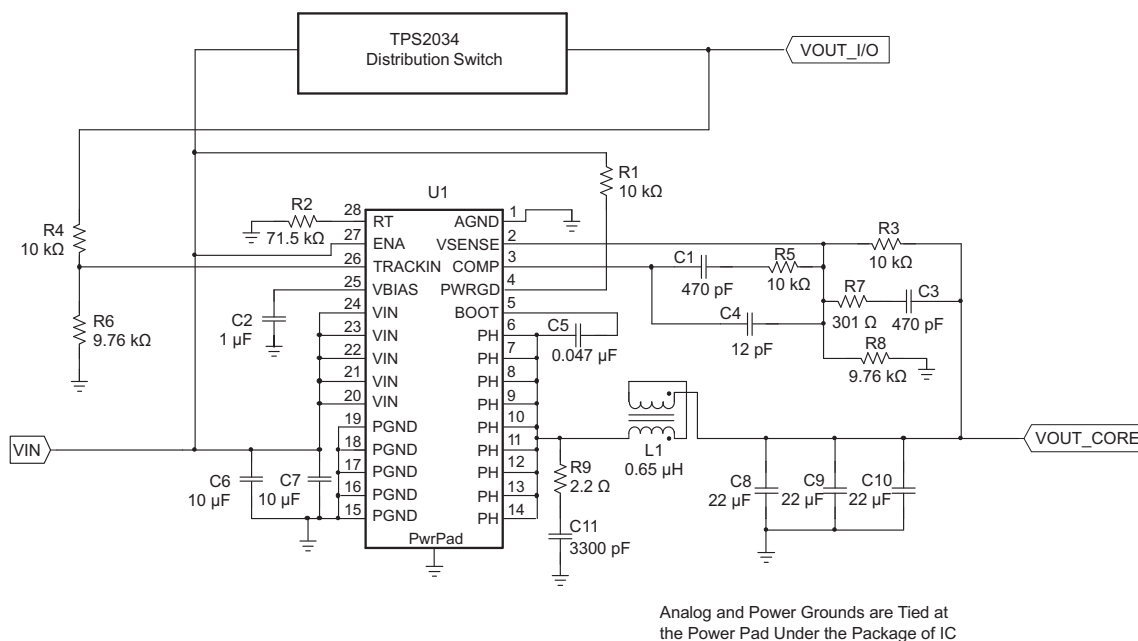 TPS2034
Distribution Switch
VOUT_I/O
R1
10 kΩ
U1
R4
10 kΩ
R2
71.5 kΩ
28
RT
AGND
1
27
ENA
VSENSE
2
R3
10 kΩ
26
TRACKIN
COMP
3
C1
470 pF
R5
10 kΩ
25
VBIAS
PWRGD
4
R7
301 Ω
C3
470 pF
24
VIN
BOOT
5
C2
1 µF
R6
9.76 kΩ
C5
0.047 µF
C4
12 pF
23
VIN
PH
6
22
VIN
PH
7
R8
9.76 kΩ
21
VIN
PH
8
20
VIN
PH
9
19
PGND
PH
10
18
PGND
PH
11
17
PGND
PH
12
16
PGND
PH
13
15
PGND
PH
14
PwrPad
VIN
C6
10 µF
C7
10 µF
L1
0.65 µH
R9
2.2 Ω
C11
3300 pF
VOUT_CORE
C8
22 µF
C9
22 µF
C10
22 µF
Analog and Power Grounds are Tied at
the Power Pad Under the Package of IC